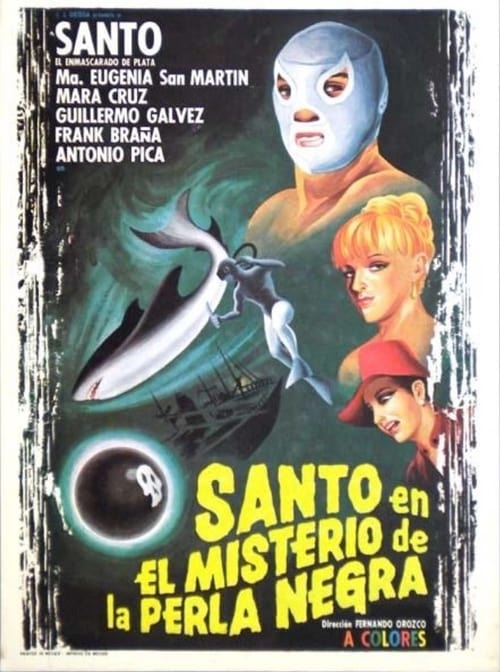 SANTO
EL ENMASCARADO DE PLATA
Ma. EUGENIA San MARTIN
MARA CRUZ
GUILLERMO GALVEZ
FRANK BRAÑA
ANTONIO PICA
en
SANTO en
EL MISTERIO de
la PERLA NEGRA
Dirección FERNANDO OROZCO
A COLORES